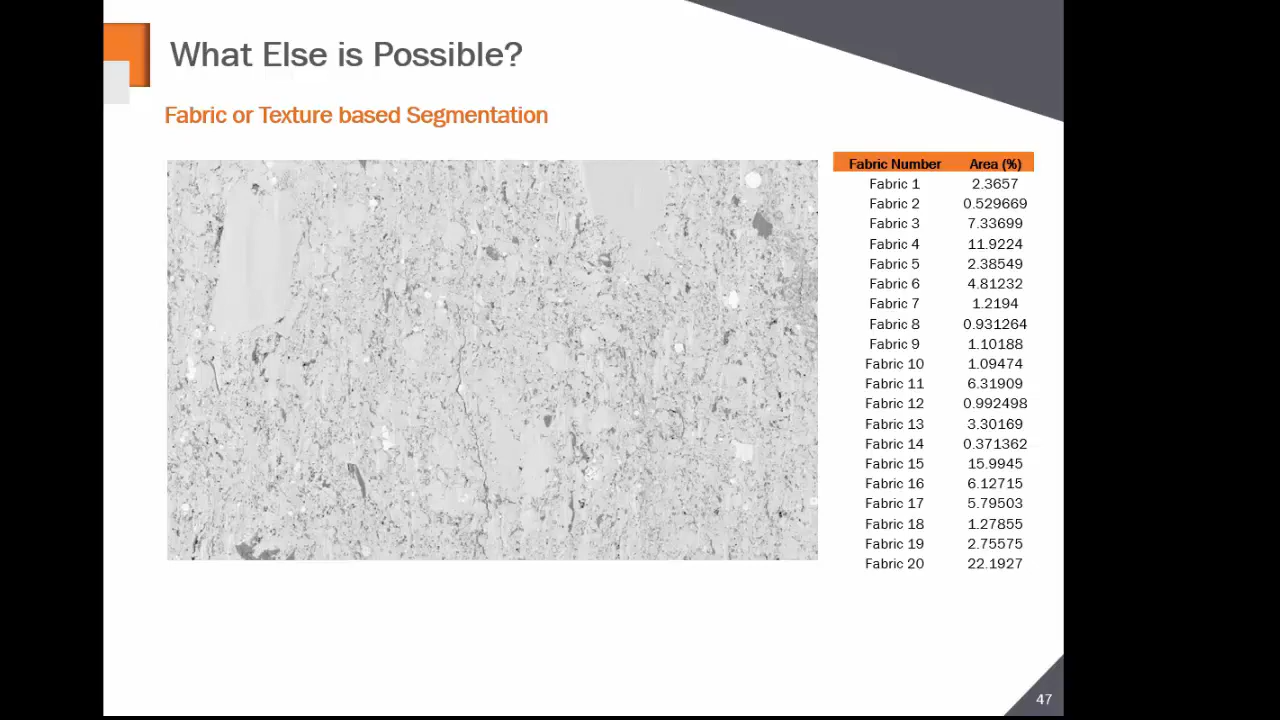 What Else is Possible?
Fabric or Texture based Segmentation
Fabric Number Area (%)
Fabric 1 2.3657
Fabric 2 0.529669
Fabric 3 7.33699
Fabric 4 11.9224
Fabric 5 2.38549
Fabric 6 4.81232
Fabric 7 1.2194
Fabric 8 0.931264
Fabric 9 1.10188
Fabric 10 1.09474
Fabric 11 6.31909
Fabric 12 0.992498
Fabric 13 3.30169
Fabric 14 0.371362
Fabric 15 15.9945
Fabric 16 6.12715
Fabric 17 5.79503
Fabric 18 1.27855
Fabric 19 2.75575
Fabric 20 22.1927
47